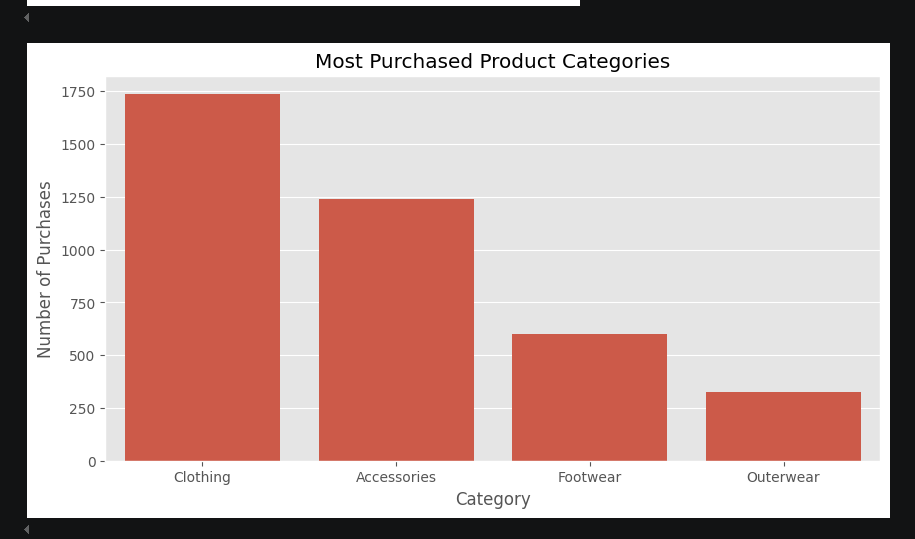 Most Purchased Product Categories
1750
1500
1250
1000
750
500
250
0
Number of Purchases
Clothing
Accessories
Footwear
Outerwear
Category